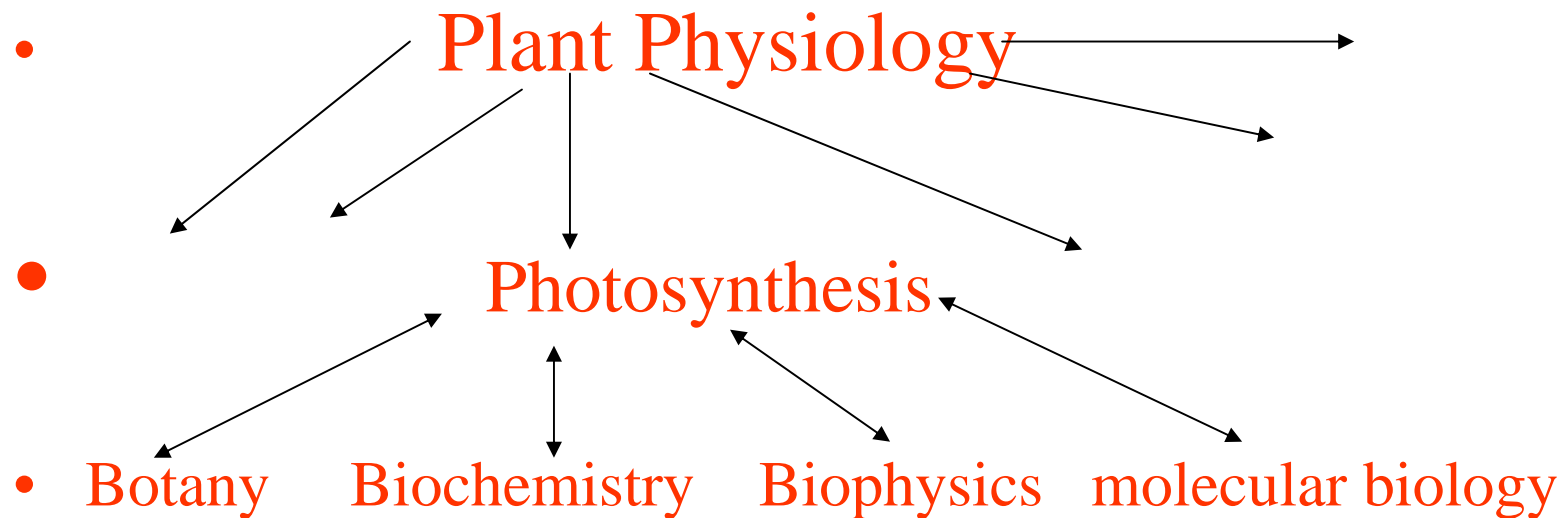 • Plant Physiology
• Photosynthesis
• Botany Biochemistry Biophysics molecular biology